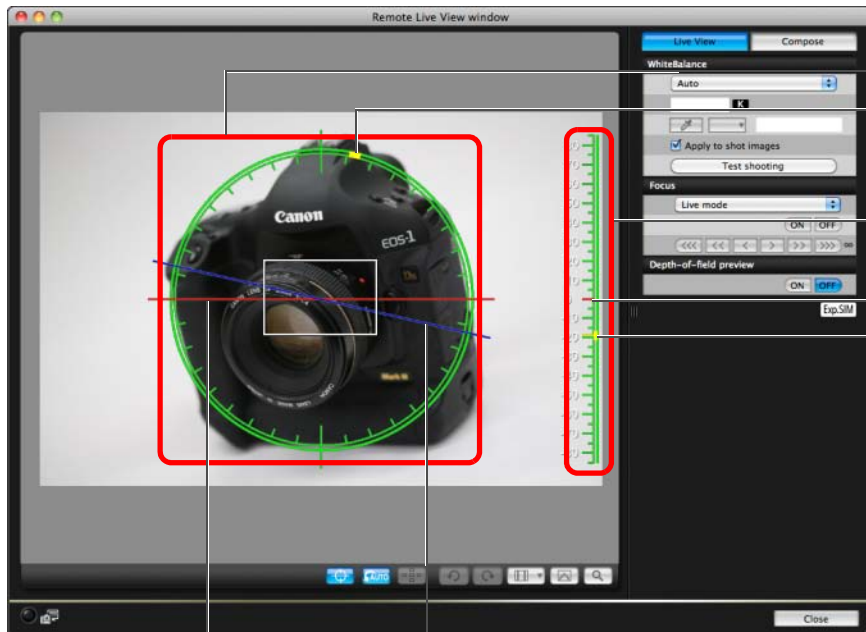 Remote Live View window
Live View
Compose
WhiteBalance
Auto
K
Apply to shot images
Test shooting
Focus
Live mode
ON OFF
<<< << < > >> >>> ∞
Depth-of-field preview
ON OFF
Exp.SIM
Canon
EOS-1
AUTO
Close